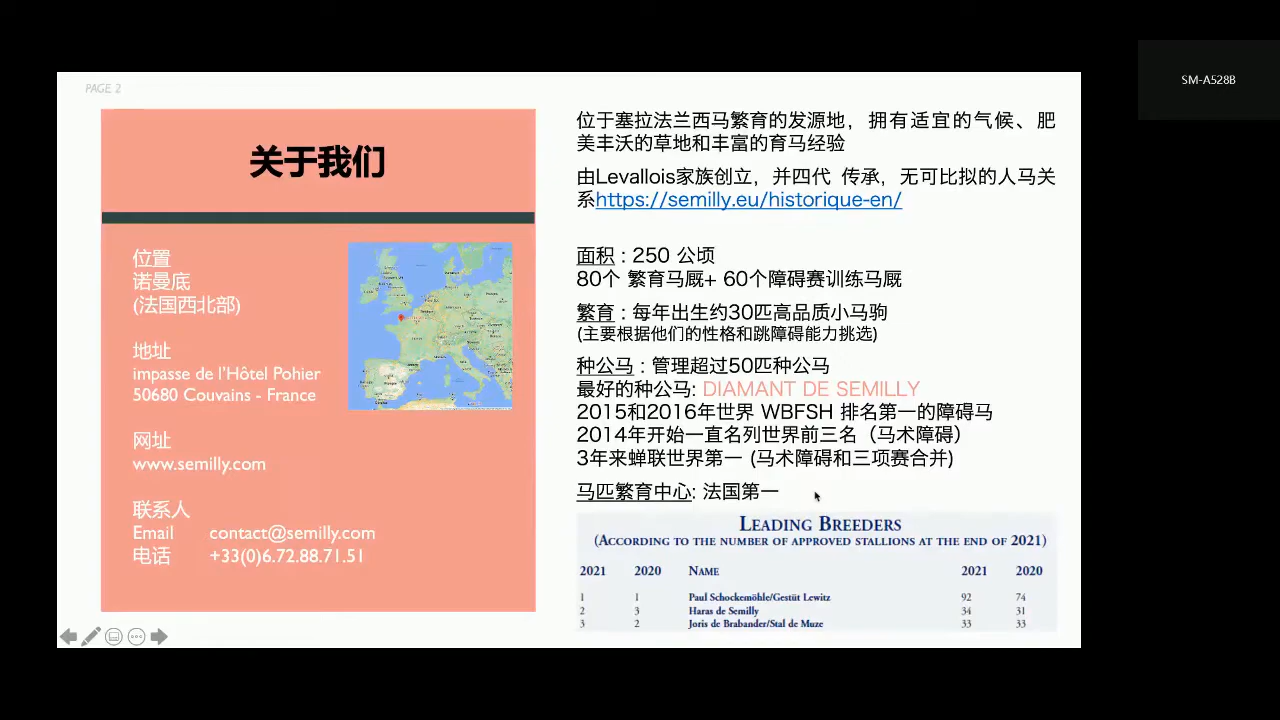 PAGE 2
SM-A528B
关于我们
位置
诺曼底
(法国西北部)
地址
impasse de l'Hôtel Pohier
50680 Couvains - France
网址
www.semilly.com
联系人
Email contact@semilly.com
电话 +33(0)6.72.88.71.51
位于塞拉法兰西马繁育的发源地，拥有适宜的气候、肥
美丰沃的草地和丰富的育马经验
由Levallois家族创立，并四代 传承，无可比拟的人马关
系https://semilly.eu/historique-en/
面积 : 250 公顷
80个 繁育马厩+ 60个障碍赛训练马厩
繁育 : 每年出生约30匹高品质小马驹
(主要根据他们的性格和跳障碍能力挑选)
种公马 : 管理超过50匹种公马
最好的种公马: DIAMANT DE SEMILLY
2015和2016年世界 WBFSH 排名第一的障碍马
2014年开始一直名列世界前三名（马术障碍）
3年来蝉联世界第一 (马术障碍和三项赛合并)
马匹繁育中心: 法国第一
LEADING BREEDERS
(ACCORDING TO THE NUMBER OF APPROVED STALLIONS AT THE END OF 2021)
2021 2020 NAME 2021 2020
1 1 Paul Schockemöhle/Gestüt Lewitz 92 74
2 3 Haras de Semilly 34 31
3 2 Joris de Brabander/Stal de Muze 33 33